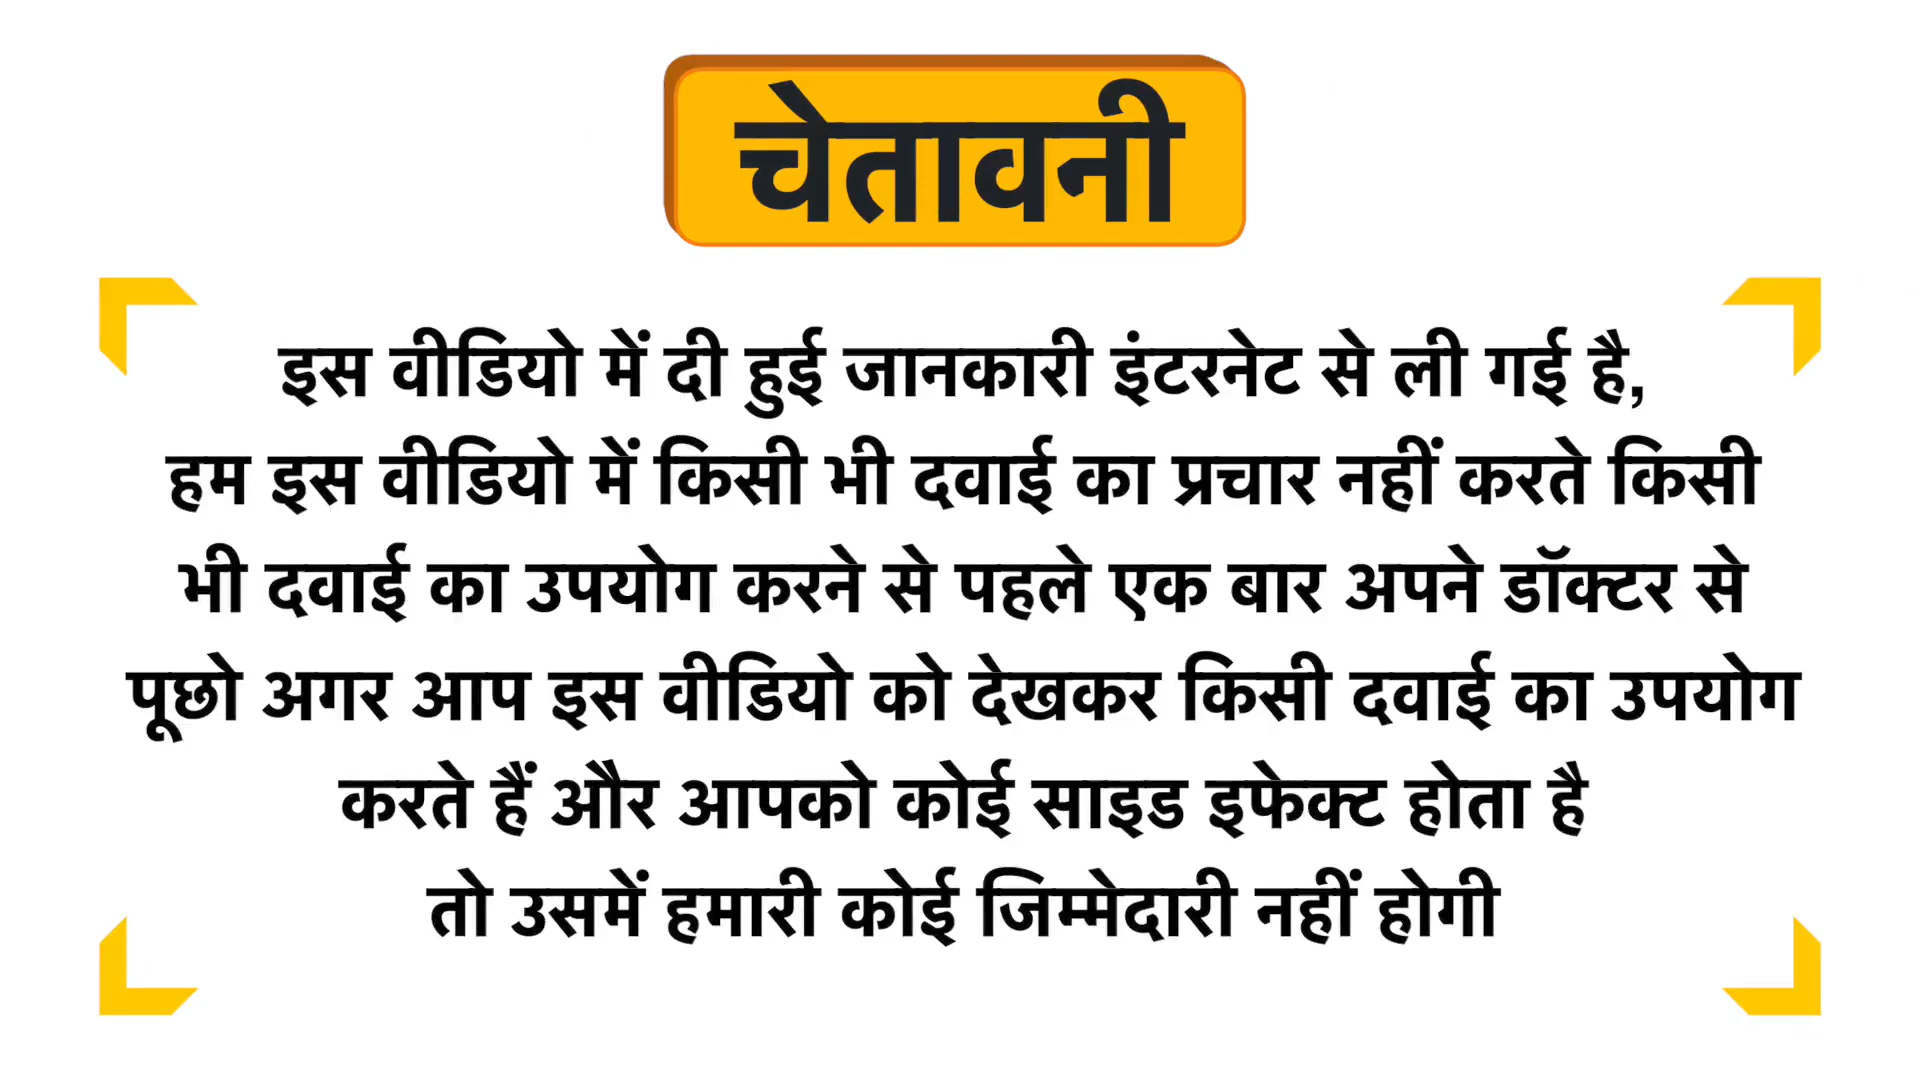 चेतावनी
इस वीडियो में दी हुई जानकारी इंटरनेट से ली गई है,
हम इस वीडियो में किसी भी दवाई का प्रचार नहीं करते किसी
भी दवाई का उपयोग करने से पहले एक बार अपने डॉक्टर से
पूछो अगर आप इस वीडियो को देखकर किसी दवाई का उपयोग
करते हैं और आपको कोई साइड इफेक्ट होता है
तो उसमें हमारी कोई जिम्मेदारी नहीं होगी